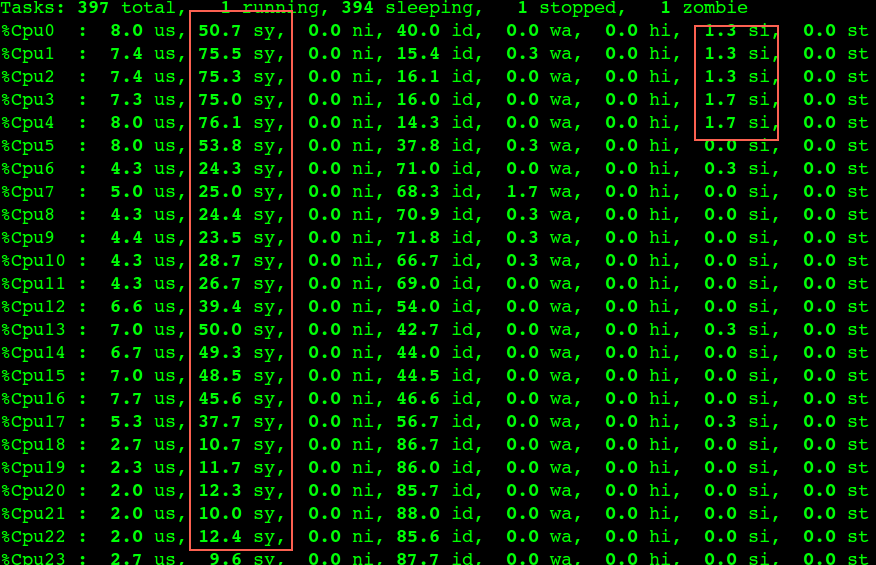 Tasks: 397 total, 1 running, 394 sleeping, 1 stopped, 1 zombie
%Cpu0 : 8.0 us, 50.7 sy, 0.0 ni, 40.0 id, 0.0 wa, 0.0 hi, 1.3 si, 0.0 st
%Cpu1 : 7.4 us, 75.5 sy, 0.0 ni, 15.4 id, 0.3 wa, 0.0 hi, 1.3 si, 0.0 st
%Cpu2 : 7.4 us, 75.3 sy, 0.0 ni, 16.1 id, 0.0 wa, 0.0 hi, 1.3 si, 0.0 st
%Cpu3 : 7.3 us, 75.0 sy, 0.0 ni, 16.0 id, 0.0 wa, 0.0 hi, 1.7 si, 0.0 st
%Cpu4 : 8.0 us, 76.1 sy, 0.0 ni, 14.3 id, 0.0 wa, 0.0 hi, 1.7 si, 0.0 st
%Cpu5 : 8.0 us, 53.8 sy, 0.0 ni, 37.8 id, 0.3 wa, 0.0 hi, 0.0 si, 0.0 st
%Cpu6 : 4.3 us, 24.3 sy, 0.0 ni, 71.0 id, 0.0 wa, 0.0 hi, 0.3 si, 0.0 st
%Cpu7 : 5.0 us, 25.0 sy, 0.0 ni, 68.3 id, 1.7 wa, 0.0 hi, 0.0 si, 0.0 st
%Cpu8 : 4.3 us, 24.4 sy, 0.0 ni, 70.9 id, 0.3 wa, 0.0 hi, 0.0 si, 0.0 st
%Cpu9 : 4.4 us, 23.5 sy, 0.0 ni, 71.8 id, 0.3 wa, 0.0 hi, 0.0 si, 0.0 st
%Cpu10 : 4.3 us, 28.7 sy, 0.0 ni, 66.7 id, 0.3 wa, 0.0 hi, 0.0 si, 0.0 st
%Cpu11 : 4.3 us, 26.7 sy, 0.0 ni, 69.0 id, 0.0 wa, 0.0 hi, 0.0 si, 0.0 st
%Cpu12 : 6.6 us, 39.4 sy, 0.0 ni, 54.0 id, 0.0 wa, 0.0 hi, 0.0 si, 0.0 st
%Cpu13 : 7.0 us, 50.0 sy, 0.0 ni, 42.7 id, 0.0 wa, 0.0 hi, 0.3 si, 0.0 st
%Cpu14 : 6.7 us, 49.3 sy, 0.0 ni, 44.0 id, 0.0 wa, 0.0 hi, 0.0 si, 0.0 st
%Cpu15 : 7.0 us, 48.5 sy, 0.0 ni, 44.5 id, 0.0 wa, 0.0 hi, 0.0 si, 0.0 st
%Cpu16 : 7.7 us, 45.6 sy, 0.0 ni, 46.6 id, 0.0 wa, 0.0 hi, 0.0 si, 0.0 st
%Cpu17 : 5.3 us, 37.7 sy, 0.0 ni, 56.7 id, 0.0 wa, 0.0 hi, 0.3 si, 0.0 st
%Cpu18 : 2.7 us, 10.7 sy, 0.0 ni, 86.7 id, 0.0 wa, 0.0 hi, 0.0 si, 0.0 st
%Cpu19 : 2.3 us, 11.7 sy, 0.0 ni, 86.0 id, 0.0 wa, 0.0 hi, 0.0 si, 0.0 st
%Cpu20 : 2.0 us, 12.3 sy, 0.0 ni, 85.7 id, 0.0 wa, 0.0 hi, 0.0 si, 0.0 st
%Cpu21 : 2.0 us, 10.0 sy, 0.0 ni, 88.0 id, 0.0 wa, 0.0 hi, 0.0 si, 0.0 st
%Cpu22 : 2.0 us, 12.4 sy, 0.0 ni, 85.6 id, 0.0 wa, 0.0 hi, 0.0 si, 0.0 st
%Cpu23 : 2.7 us, 9.6 sy, 0.0 ni, 87.7 id, 0.0 wa, 0.0 hi, 0.0 si, 0.0 st